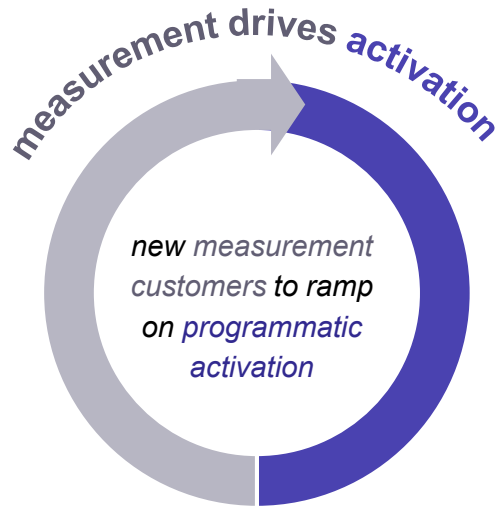 measurement drives activation
new measurement
customers to ramp
on programmatic
activation